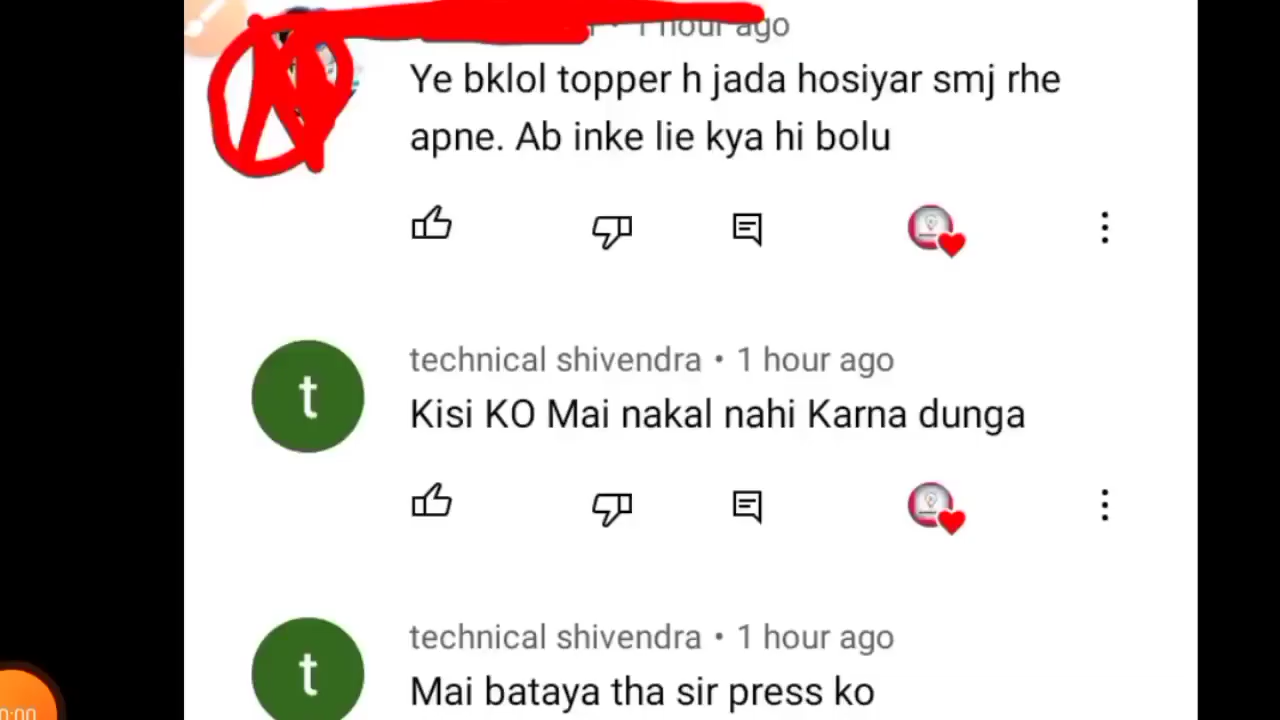 1 hour ago
Ye bklol topper h jada hosiyar smj rhe
apne. Ab inke lie kya hi bolu
t
technical shivendra • 1 hour ago
Kisi KO Mai nakal nahi Karna dunga
t
technical shivendra • 1 hour ago
Mai bataya tha sir press ko
0:00